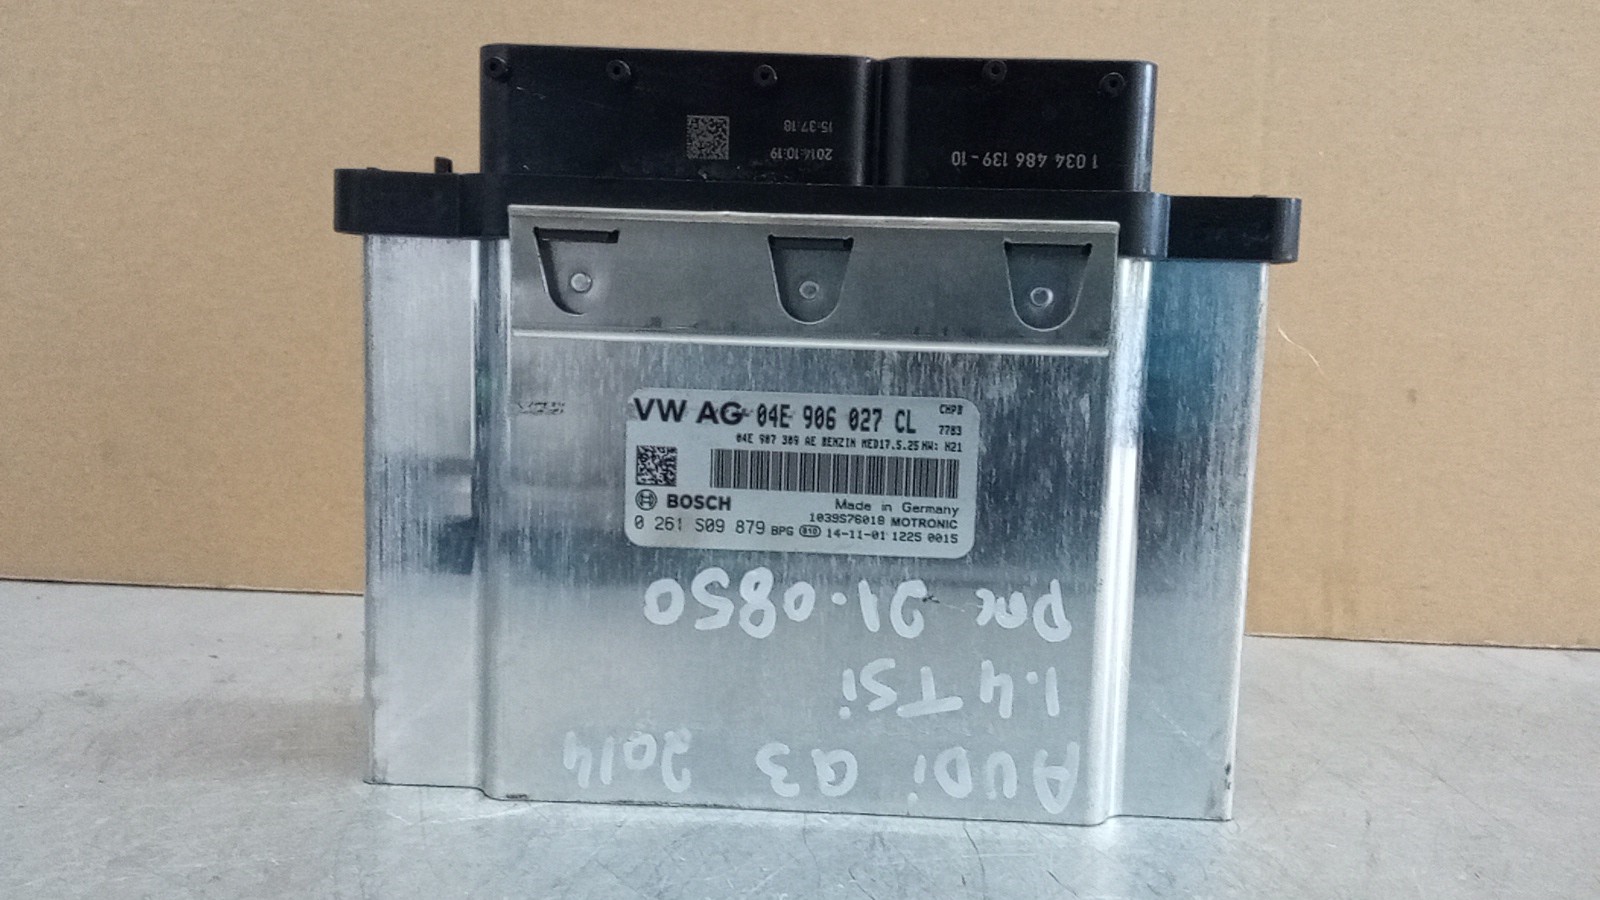 15:37:18
2014:10:19
1 034 486 139-10
VW AG 04E 906 027 CL CHPB
7783
04E 907 309 AE BENZIN MED17.5.25 HW: H21
BOSCH
Made in Germany
1039S76018 MOTRONIC
0 261 S09 879 BPG 810 14-11-01 1225 0015
AUDi Q3 2014
1.4 TSi
21-0850